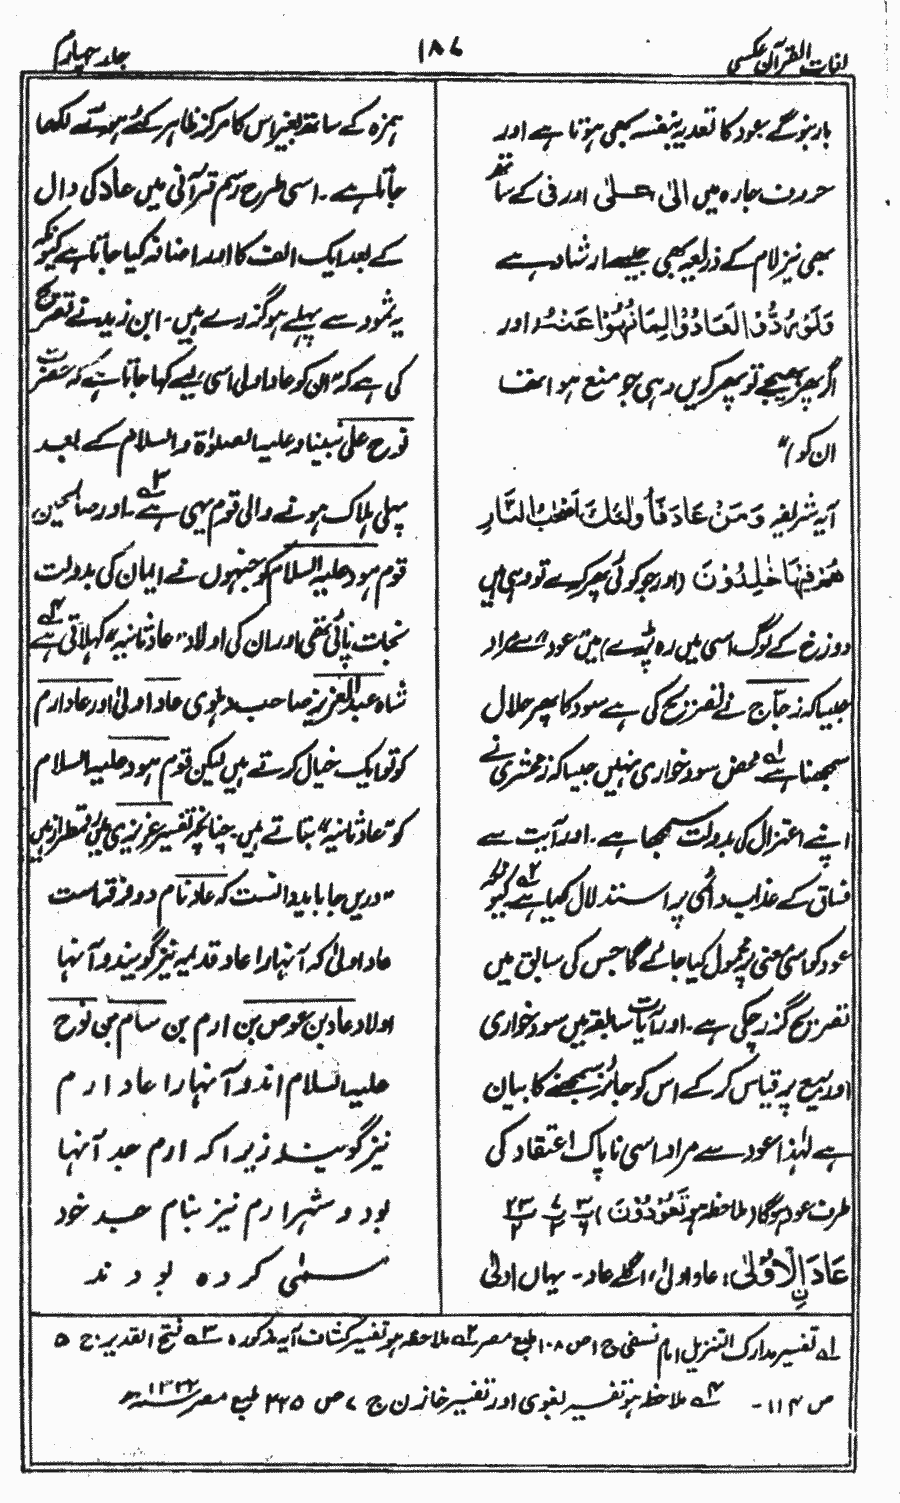 لغات القرآن عکسی
۱۸۷
جلد چہارم
بار ہو گے عود کا تعدیہ بنفسہ بھی ہوتا ہے اور
حروف جارہ میں الیٰ علیٰ اور فی کے ساتھ
بھی نیز لام کے ذریعہ بھی جیسے ارشاد ہے
وَلَوْ رُدُّوْا لَعَادُوْا لِمَا نُهُوْا عَنْهُ (اور
اگر پھر بھیجے تو پھر کریں وہی جو منع ہوا تھا
ان کو)"
آیہ شریفہ وَمَنْ عَادَ فَأُولٰئِكَ اَصْحٰبُ النَّارِ
هُمْ فِيْهَا خٰلِدُوْنَ (اور جو کوئی پھر کرے تو وہی ہیں
دوزخ کے لوگ اسی میں رہ پڑے) میں "عود" سے مراد
جیسا کہ زجاج نے تصریح کی ہے سود کا پھر حلال
سمجھنا ہے۔۱؎ محض سود خواری نہیں جیسا کہ زمخشری نے
اپنے اعتزال کی بدولت سمجھا ہے۔ اور آیت سے
فساق کے عذاب دائمی پر استدلال کیا ہے ۲؎ کیونکہ
عود کو اسی معنی پر محمول کیا جائے گا جس کی سابق میں
تصریح گزر چکی ہے۔ اور آیات سابقہ میں سود خواری
اور بیع پر قیاس کر کے اس کو جائز سمجھنے کا بیان
ہے لہٰذا عود سے مراد اسی ناپاک اعتقاد کی
طرف عود ہوگا (ملاحظہ ہو تَعُوْدُوْنَ)
عَادَ نِ الْاُوْلٰى: عاد اولیٰ، اگلے عاد۔ یہاں اولیٰ
ہمزہ کے ساتھ بغیر اس کا مرکز ظاہر کئے ہوئے لکھا
جاتا ہے۔ اسی طرح رسم قرآنی میں عاد کی دال
کے بعد ایک الف کا اور اضافہ کیا جاتا ہے کیونکہ
یہ ثمود سے پہلے ہو گزرے ہیں۔ ابن زید نے تصریح
کی ہے کہ "ان کو عاد اولی اسی لیے کہا جاتا ہے کہ حضرت
نوح علی نبینا وعلیہ الصلوٰۃ والسلام کے بعد
پہلی ہلاک ہونے والی قوم یہی ہے ۳؎۔ اور صالحین
قوم ہود علیہ السلام کو جنہوں نے ایمان کی بدولت
نجات پائی تھی اور ان کی اولاد "عاد ثانیہ" کہلاتی ہے ۴؎
شاہ عبد العزیز صاحب دہلوی عاد اولیٰ اور عاد ارم
کو تو ایک خیال کرتے ہیں لیکن قوم ہود علیہ السلام
کو "عاد ثانیہ" بتاتے ہیں۔ چنانچہ تفسیر عزیزی میں رقمطراز ہیں
"دریں جا باید دانست کہ عاد نام دو فرقہ است
عاد اولیٰ کہ آنہارا عاد قدیمہ نیز گویند و آنہا
اولاد عاد بن عوص بن ارم بن سام بن نوح
علیہ السلام اند و آنہارا عاد ارم
نیز گویند زیرا کہ ارم جد آنہا
بود و شہر ارم نیز بنام جد خود
مسمّٰی کردہ بودند
۱؎ تفسیر مدارک التنزیل امام نسفی ج ۱ ص ۱۰۸ طبع مصر ۲؎ ملاحظہ ہو تفسیر کشاف آیہ مذکورہ ۳؎ فتح القدیر ج ۵
ص ۱۱۴۔ ۴؎ ملاحظہ ہو تفسیر بغوی اور تفسیر خازن ج ۷ ص ۲۲۵ طبع مصر ۱۳۳۲ھ